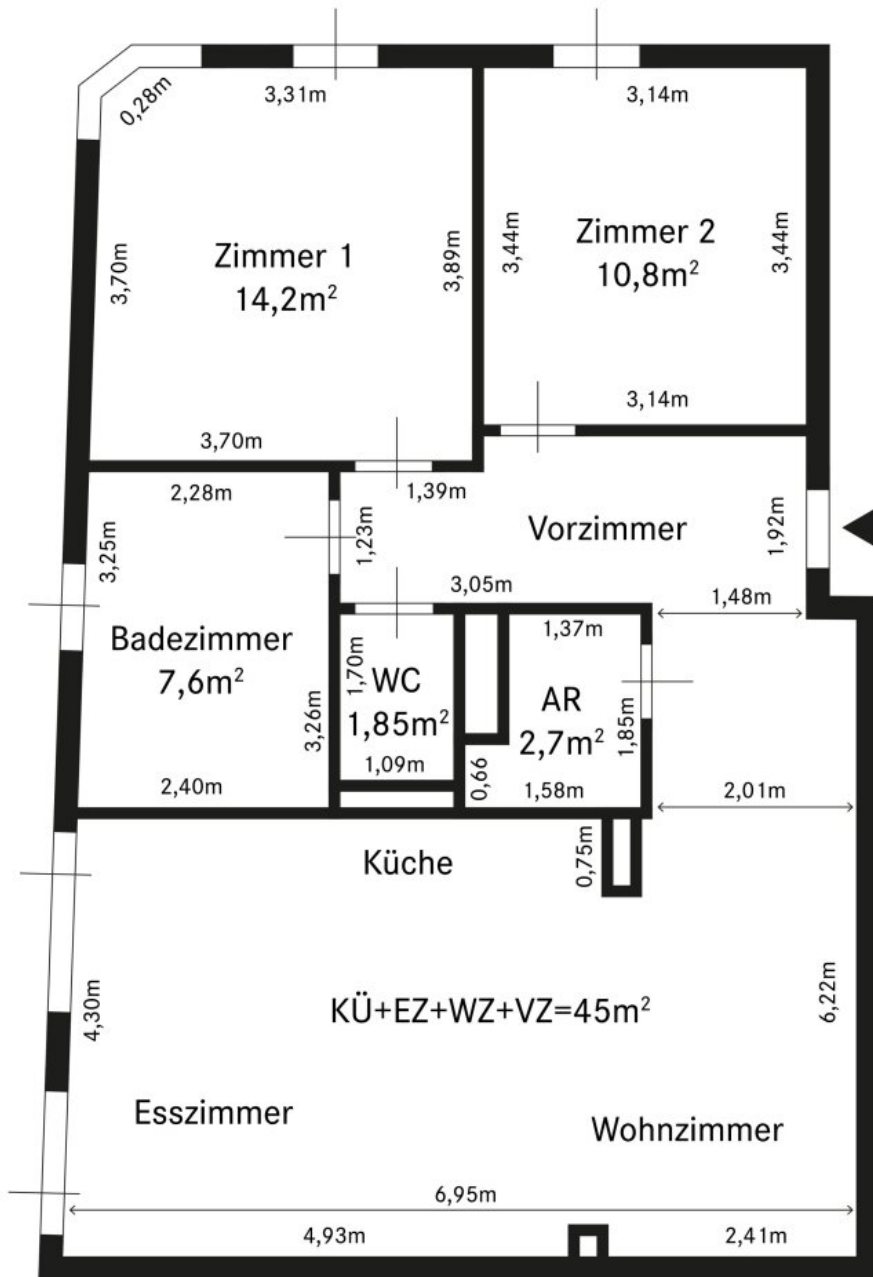 0,28m
3,31m
3,14m
Zimmer 1
14,2m²
3,70m
3,89m
Zimmer 2
10,8m²
3,44m
3,44m
3,70m
3,14m
2,28m
1,39m
3,25m
1,23m
Vorzimmer
1,92m
3,05m
1,48m
Badezimmer
7,6m²
3,26m
2,40m
1,70m
WC
1,85m²
1,09m
1,37m
AR
2,7m²
1,85m
0,66
1,58m
2,01m
Küche
0,75m
4,30m
KÜ+EZ+WZ+VZ=45m²
6,22m
Esszimmer
Wohnzimmer
6,95m
4,93m
2,41m